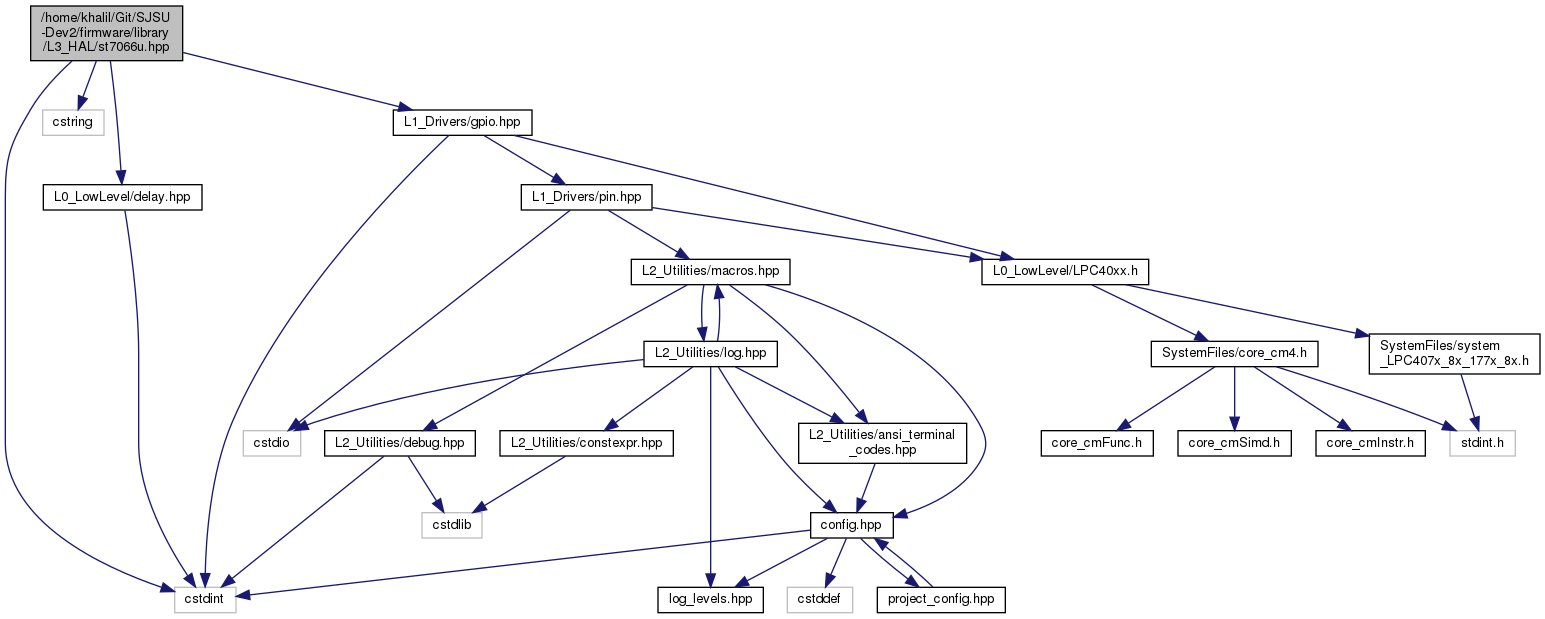 /home/khalil/Git/SJSU
-Dev2/firmware/library
/L3_HAL/st7066u.hpp
cstring
L1_Drivers/gpio.hpp
L0_LowLevel/delay.hpp
L1_Drivers/pin.hpp
L2_Utilities/macros.hpp
L0_LowLevel/LPC40xx.h
L2_Utilities/log.hpp
SystemFiles/core_cm4.h
SystemFiles/system
_LPC407x_8x_177x_8x.h
cstdio
L2_Utilities/debug.hpp
L2_Utilities/constexpr.hpp
L2_Utilities/ansi_terminal
_codes.hpp
core_cmFunc.h
core_cmSimd.h
core_cmInstr.h
stdint.h
cstdlib
config.hpp
cstdint
log_levels.hpp
cstddef
project_config.hpp